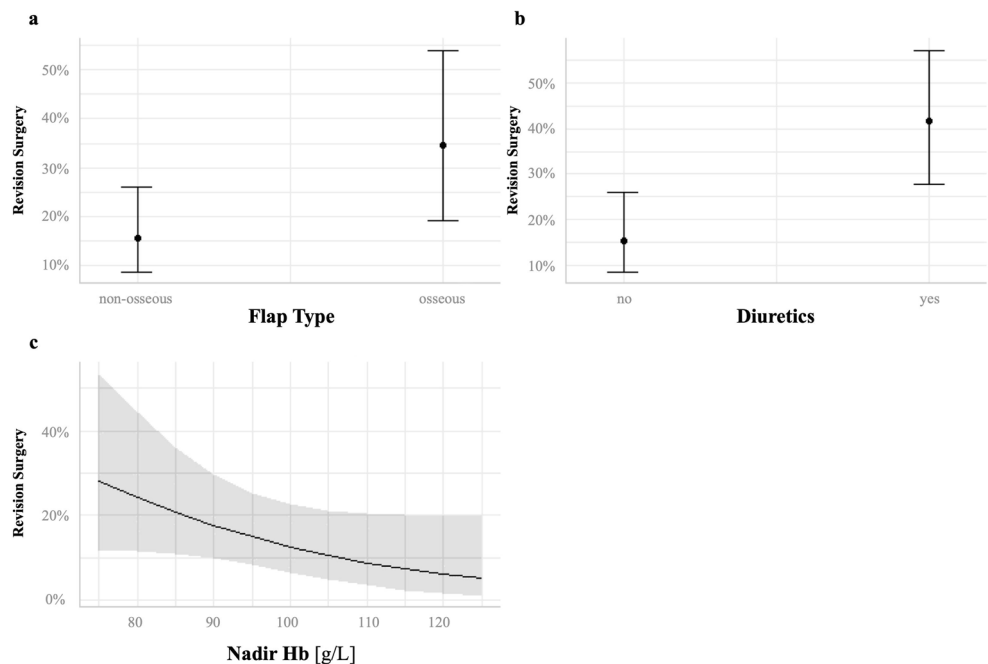 a
Revision Surgery
50%
40%
30%
20%
10%
non-osseous osseous
Flap Type
b
Revision Surgery
50%
40%
30%
20%
10%
no yes
Diuretics
c
Revision Surgery
40%
20%
0%
80 90 100 110 120
Nadir Hb [g/L]